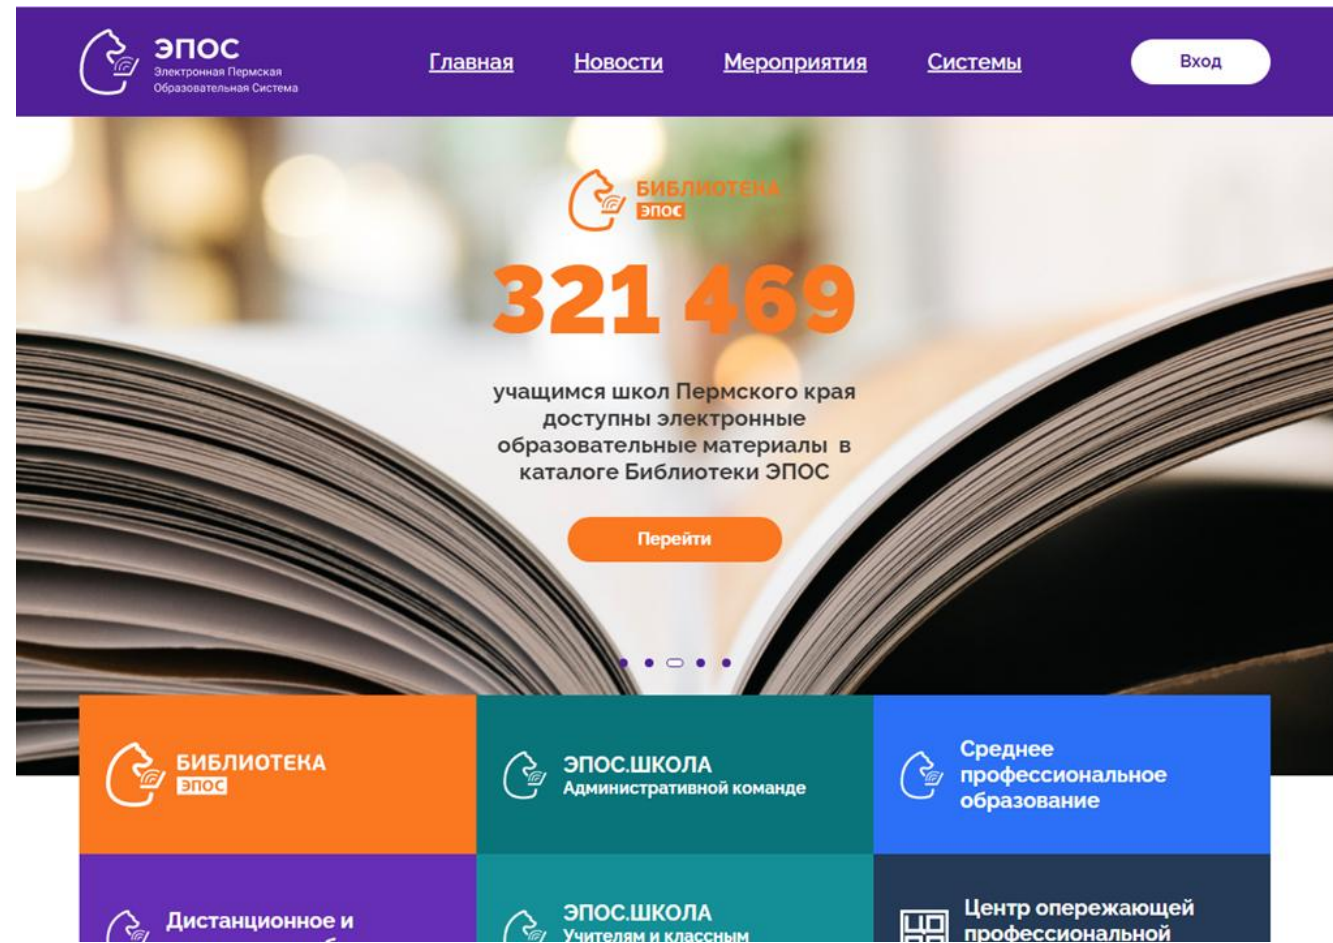 ЭПОС
Электронная Пермская
Образовательная Система
Главная
Новости
Мероприятия
Системы
Вход
БИБЛИОТЕКА
ЭПОС
321 469
учащимся школ Пермского края
доступны электронные
образовательные материалы в
каталоге Библиотеки ЭПОС
Перейти
БИБЛИОТЕКА
ЭПОС
ЭПОС.ШКОЛА
Административной команде
Среднее
профессиональное
образование
Дистанционное и
ЭПОС.ШКОЛА
Учителям и классным
Центр опережающей
профессиональной